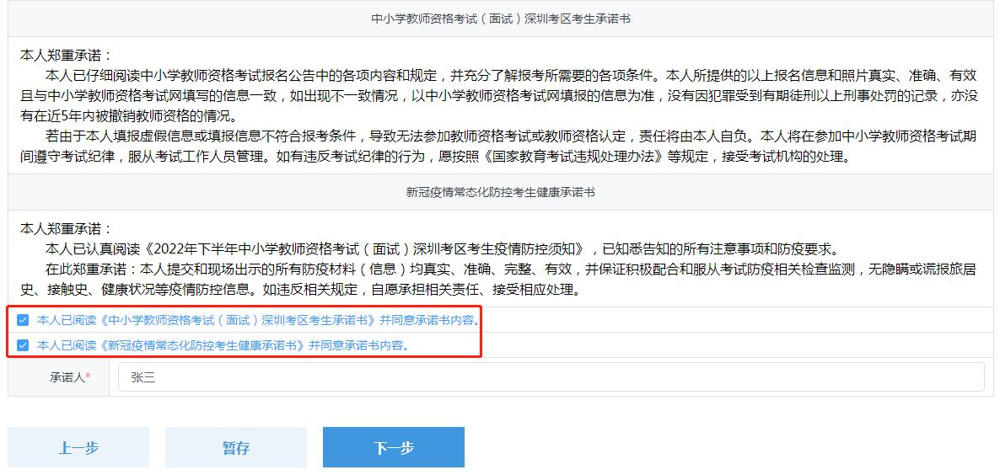 中小学教师资格考试（面试）深圳考区考生承诺书
本人郑重承诺：
本人已仔细阅读中小学教师资格考试报名公告中的各项内容和规定，并充分了解报考所需要的各项条件。本人所提供的以上报名信息和照片真实、准确、有效
且与中小学教师资格考试网填写的信息一致，如出现不一致情况，以中小学教师资格考试网填报的信息为准，没有因犯罪受到有期徒刑以上刑事处罚的记录，亦没
有在近5年内被撤销教师资格的情况。
若由于本人填报虚假信息或填报信息不符合报考条件，导致无法参加教师资格考试或教师资格认定，责任将由本人自负。本人将在参加中小学教师资格考试期
间遵守考试纪律，服从考试工作人员管理。如有违反考试纪律的行为，愿按照《国家教育考试违规处理办法》等规定，接受考试机构的处理。
新冠疫情常态化防控考生健康承诺书
本人郑重承诺：
本人已认真阅读《2022年下半年中小学教师资格考试（面试）深圳考区考生疫情防控须知》，已知悉告知的所有注意事项和防疫要求。
在此郑重承诺：本人提交和现场出示的所有防疫材料（信息）均真实、准确、完整、有效，并保证积极配合和服从考试防疫相关检查监测，无隐瞒或谎报旅居
史、接触史、健康状况等疫情防控信息。如违反相关规定，自愿承担相关责任、接受相应处理。
本人已阅读《中小学教师资格考试（面试）深圳考区考生承诺书》并同意承诺书内容。
本人已阅读《新冠疫情常态化防控考生健康承诺书》并同意承诺书内容。
承诺人* 张三
上一步 暂存 下一步